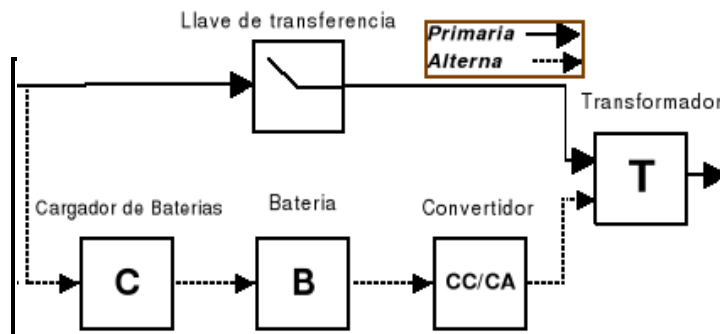 Llave de transferencia
Primaria
Alterna
Transformador
T
Cargador de Baterias
Bateria
Convertidor
C
B
CC/CA